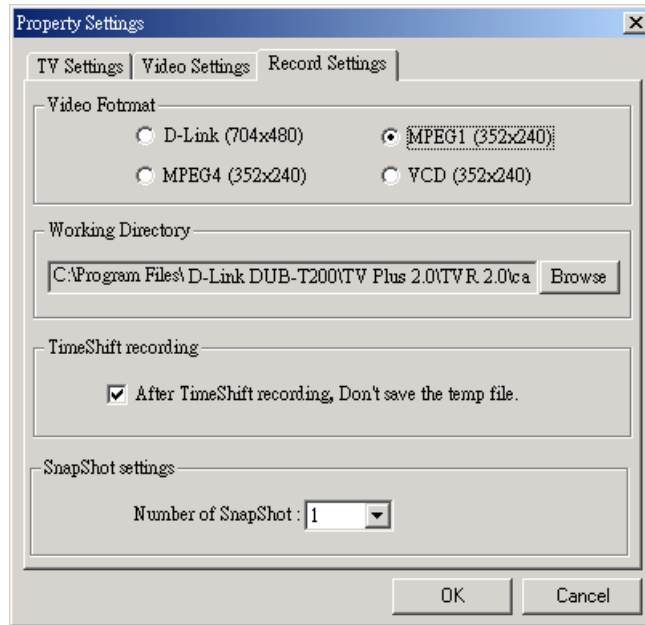 Property Settings
TV Settings Video Settings Record Settings
Video Fotrmat
D-Link (704x480) MPEG1 (352x240)
MPEG4 (352x240) VCD (352x240)
Working Directory
C:\Program Files\ D-Link DUB-T200\TV Plus 2.0\TVR 2.0\ca Browse
TimeShift recording
After TimeShift recording, Don't save the temp file.
SnapShot settings
Number of SnapShot : 1
OK Cancel